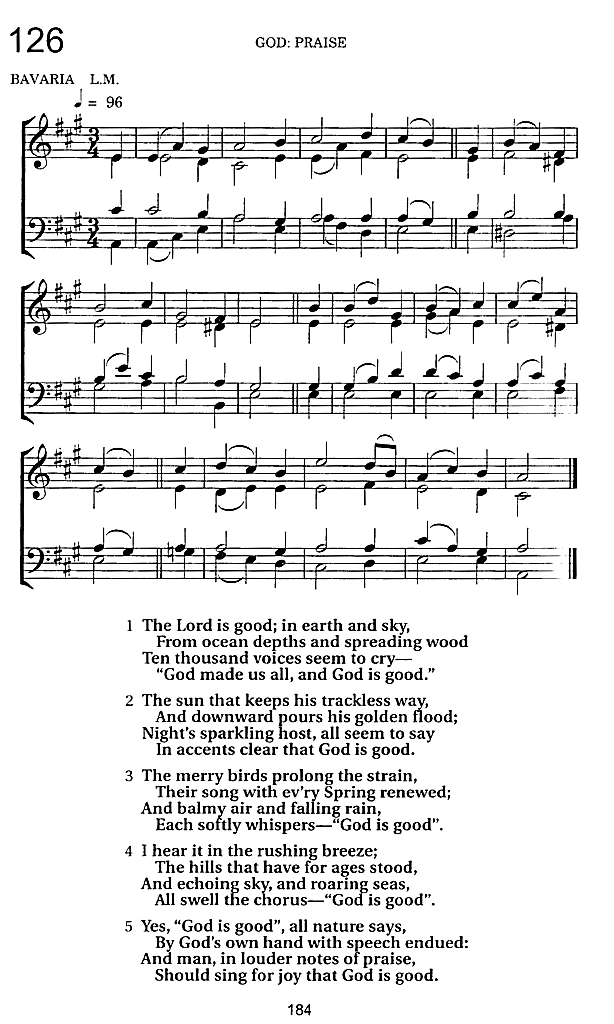 126
GOD: PRAISE
BAVARIA L.M.
♩ = 96
1 The Lord is good; in earth and sky,
From ocean depths and spreading wood
Ten thousand voices seem to cry—
“God made us all, and God is good.”
2 The sun that keeps his trackless way,
And downward pours his golden flood;
Night’s sparkling host, all seem to say
In accents clear that God is good.
3 The merry birds prolong the strain,
Their song with ev’ry Spring renewed;
And balmy air and falling rain,
Each softly whispers—“God is good”.
4 I hear it in the rushing breeze;
The hills that have for ages stood,
And echoing sky, and roaring seas,
All swell the chorus—“God is good”.
5 Yes, “God is good”, all nature says,
By God’s own hand with speech endued:
And man, in louder notes of praise,
Should sing for joy that God is good.
184